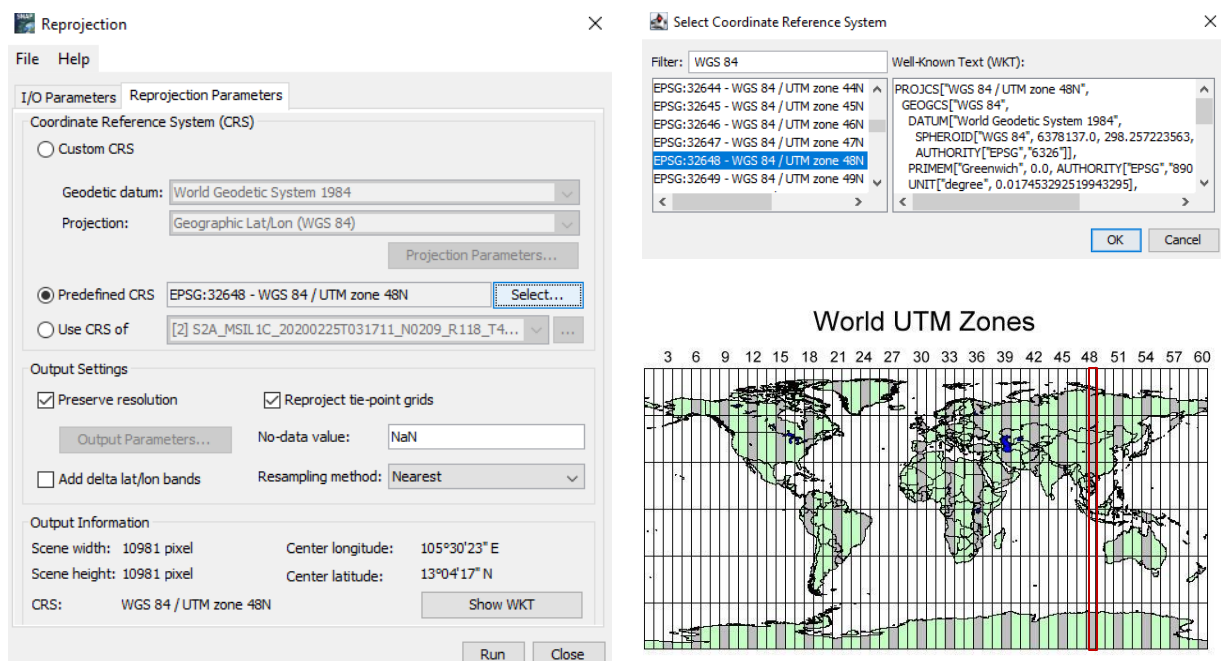 SNAP
Reprojection
File Help
I/O Parameters Reprojection Parameters
Coordinate Reference System (CRS)
Custom CRS
Geodetic datum: World Geodetic System 1984
Projection: Geographic Lat/Lon (WGS 84)
Projection Parameters...
Predefined CRS EPSG:32648 - WGS 84 / UTM zone 48N Select...
Use CRS of [2] S2A_MSIL1C_20200225T031711_N0209_R118_T4... ...
Output Settings
Preserve resolution Reproject tie-point grids
Output Parameters... No-data value: NaN
Add delta lat/lon bands Resampling method: Nearest
Output Information
Scene width: 10981 pixel Center longitude: 105°30'23" E
Scene height: 10981 pixel Center latitude: 13°04'17" N
CRS: WGS 84 / UTM zone 48N Show WKT
Run Close
Select Coordinate Reference System
Filter: WGS 84 Well-Known Text (WKT):
EPSG:32644 - WGS 84 / UTM zone 44N
EPSG:32645 - WGS 84 / UTM zone 45N
EPSG:32646 - WGS 84 / UTM zone 46N
EPSG:32647 - WGS 84 / UTM zone 47N
EPSG:32648 - WGS 84 / UTM zone 48N
EPSG:32649 - WGS 84 / UTM zone 49N
PROJCS["WGS 84 / UTM zone 48N",
GEOGCS["WGS 84",
DATUM["World Geodetic System 1984",
SPHEROID["WGS 84", 6378137.0, 298.257223563,
AUTHORITY["EPSG","6326"]],
PRIMEM["Greenwich", 0.0, AUTHORITY["EPSG","890
UNIT["degree", 0.017453292519943295],
OK Cancel
World UTM Zones
3 6 9 12 15 18 21 24 27 30 33 36 39 42 45 48 51 54 57 60